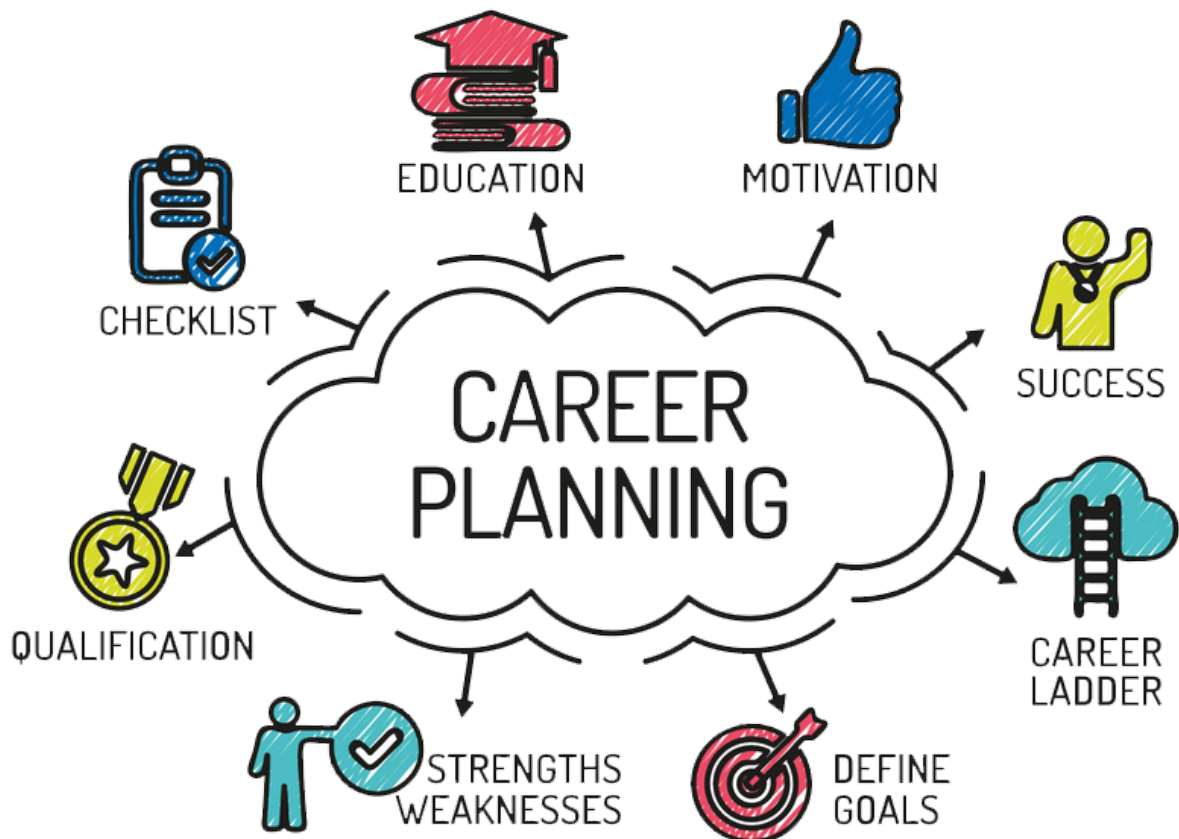 EDUCATION
MOTIVATION
CHECKLIST
SUCCESS
CAREER
PLANNING
QUALIFICATION
CAREER
LADDER
STRENGTHS
WEAKNESSES
DEFINE
GOALS